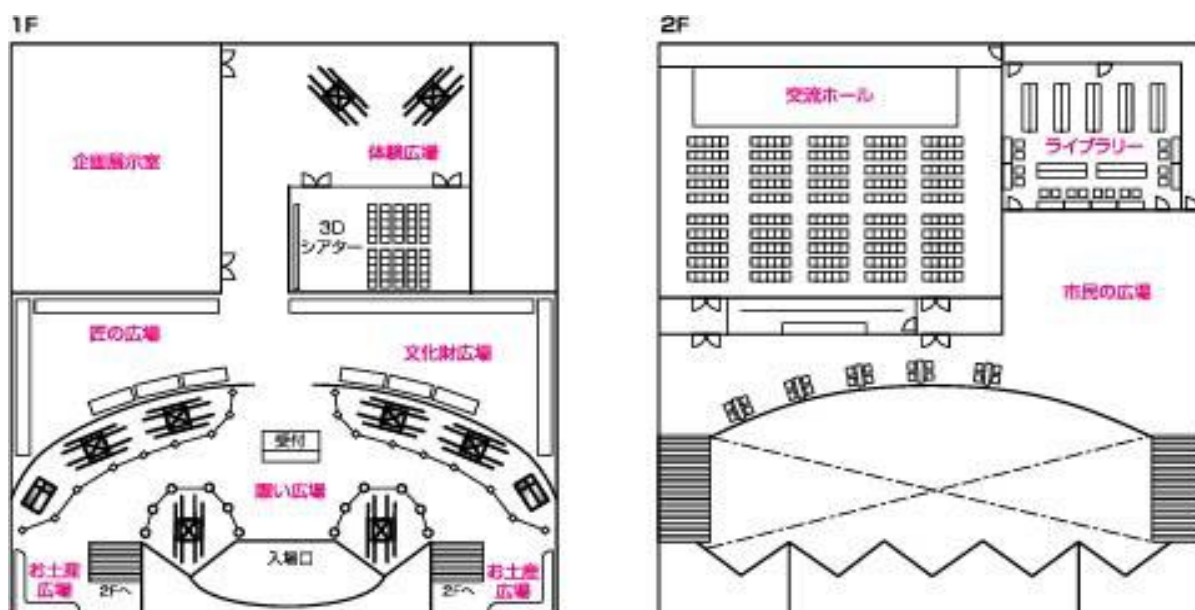 1F
企画展示室
体験広場
3D
シアター
匠の広場
文化財広場
受付
憩い広場
入場口
お土産
広場
2Fへ
2Fへ
お土産
広場
2F
交流ホール
ライブラリー
市民の広場